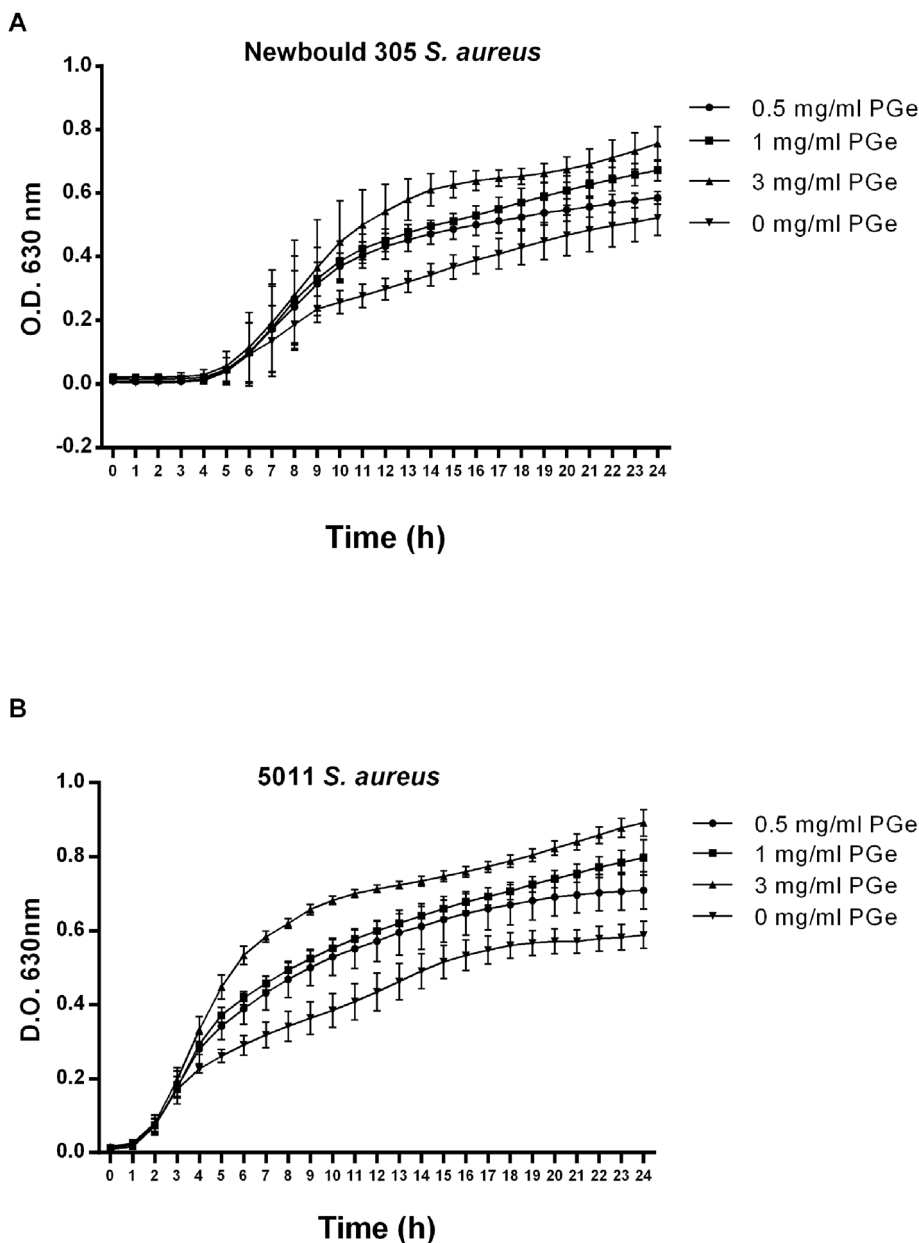 A
Newbould 305 S. aureus
1.0
0.8
0.6
0.4
0.2
0.0
-0.2
O.D. 630 nm
0 1 2 3 4 5 6 7 8 9 10 11 12 13 14 15 16 17 18 19 20 21 22 23 24
Time (h)
0.5 mg/ml PGe
1 mg/ml PGe
3 mg/ml PGe
0 mg/ml PGe
B
5011 S. aureus
1.0
0.8
0.6
0.4
0.2
0.0
D.O. 630nm
0 1 2 3 4 5 6 7 8 9 10 11 12 13 14 15 16 17 18 19 20 21 22 23 24
Time (h)
0.5 mg/ml PGe
1 mg/ml PGe
3 mg/ml PGe
0 mg/ml PGe